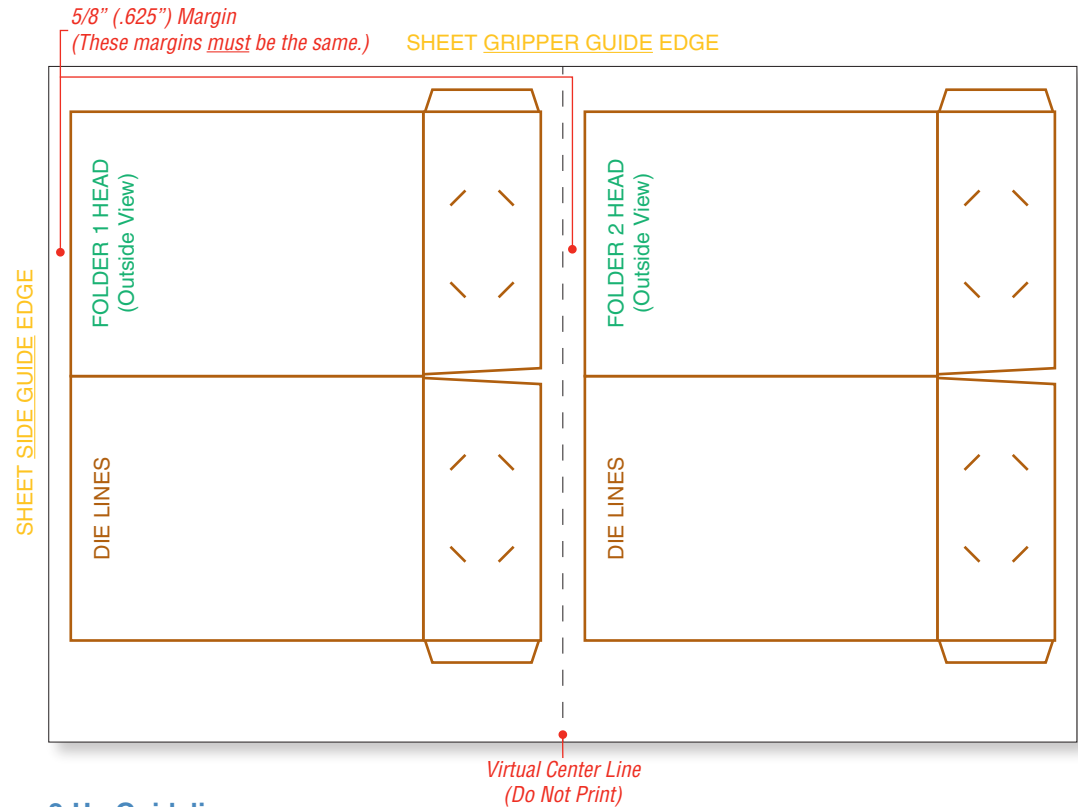 5/8” (.625”) Margin
(These margins must be the same.)
SHEET GRIPPER GUIDE EDGE
SHEET SIDE GUIDE EDGE
FOLDER 1 HEAD
(Outside View)
FOLDER 2 HEAD
(Outside View)
DIE LINES
DIE LINES
Virtual Center Line
(Do Not Print)